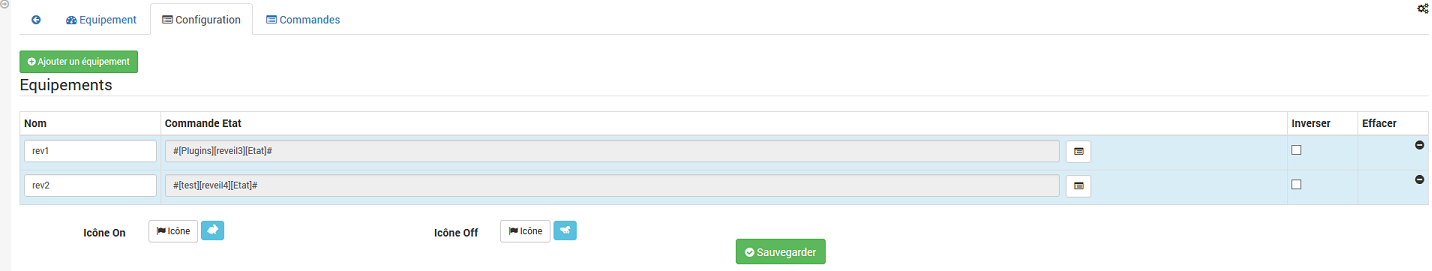 Equipement Configuration Commandes
Ajouter un équipement
Equipements
Nom Commande Etat Inverser Effacer
rev1 #[Plugins][reveil3][Etat]#
rev2 #[test][reveil4][Etat]#
Icône On Icône Icône Off Icône
Sauvegarder